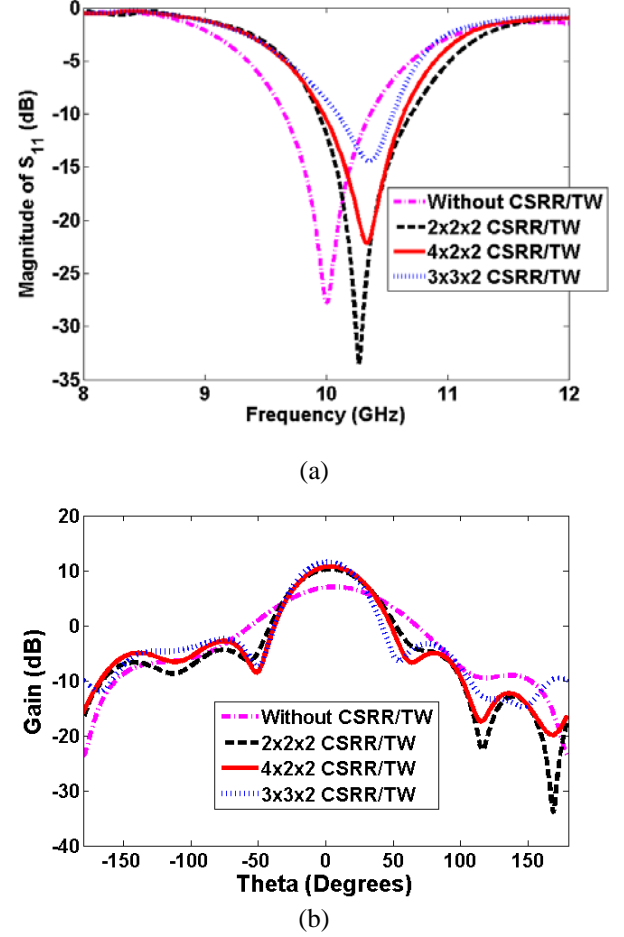 0
-5
-10
-15
-20
-25
-30
-35
Magnitude of S11 (dB)
Without CSRR/TW
2x2x2 CSRR/TW
4x2x2 CSRR/TW
3x3x2 CSRR/TW
8 9 10 11 12
Frequency (GHz)
(a)
20
10
0
-10
-20
-30
-40
Gain (dB)
Without CSRR/TW
2x2x2 CSRR/TW
4x2x2 CSRR/TW
3x3x2 CSRR/TW
-150 -100 -50 0 50 100 150
Theta (Degrees)
(b)